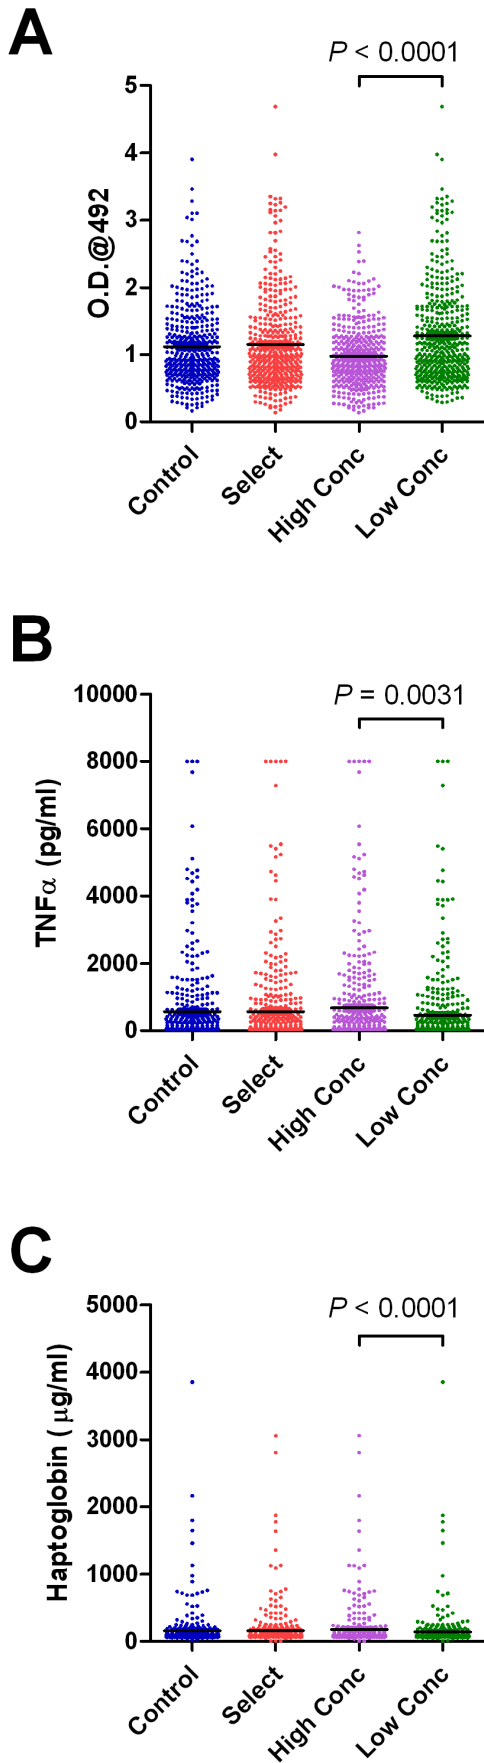 A
P < 0.0001
O.D.@492
5
4
3
2
1
0
Control
Select
High Conc
Low Conc
B
P = 0.0031
TNFα (pg/ml)
10000
8000
6000
4000
2000
0
Control
Select
High Conc
Low Conc
C
P < 0.0001
Haptoglobin ( μg/ml)
5000
4000
3000
2000
1000
0
Control
Select
High Conc
Low Conc